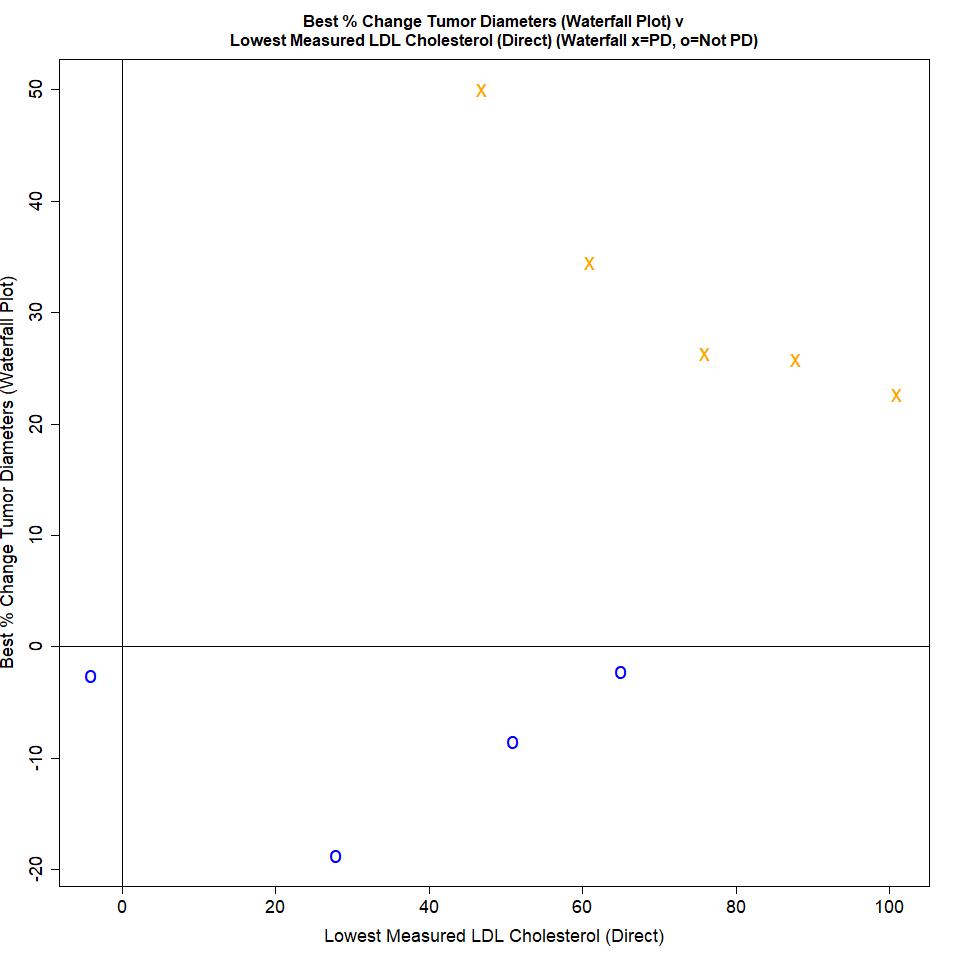 Best % Change Tumor Diameters (Waterfall Plot) v
Lowest Measured LDL Cholesterol (Direct) (Waterfall x=PD, o=Not PD)
Best % Change Tumor Diameters (Waterfall Plot)
50
40
30
20
10
0
-10
-20
x
x
x
x
x
o
o
o
o
0
20
40
60
80
100
Lowest Measured LDL Cholesterol (Direct)